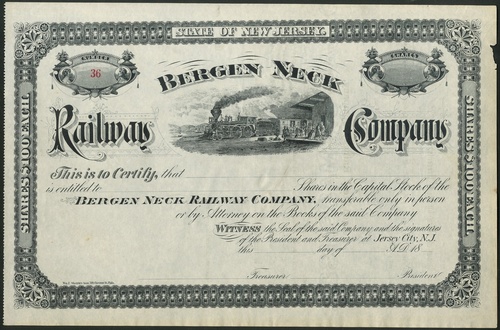 STATE OF NEW JERSEY.
NUMBER
36
SHARES
BERGEN NECK
Railway Company
SHARES $100 EACH.
SHARES $100 EACH.
This is to Certify, that
is entitled to Shares in the Capital Stock of the
BERGEN NECK RAILWAY COMPANY, transferable only in person
or by Attorney on the Books of the said Company
WITNESS the Seal of the said Company and the signatures
of the President and Treasurer at Jersey City, N.J.
this day of A.D. 18
Treasurer President